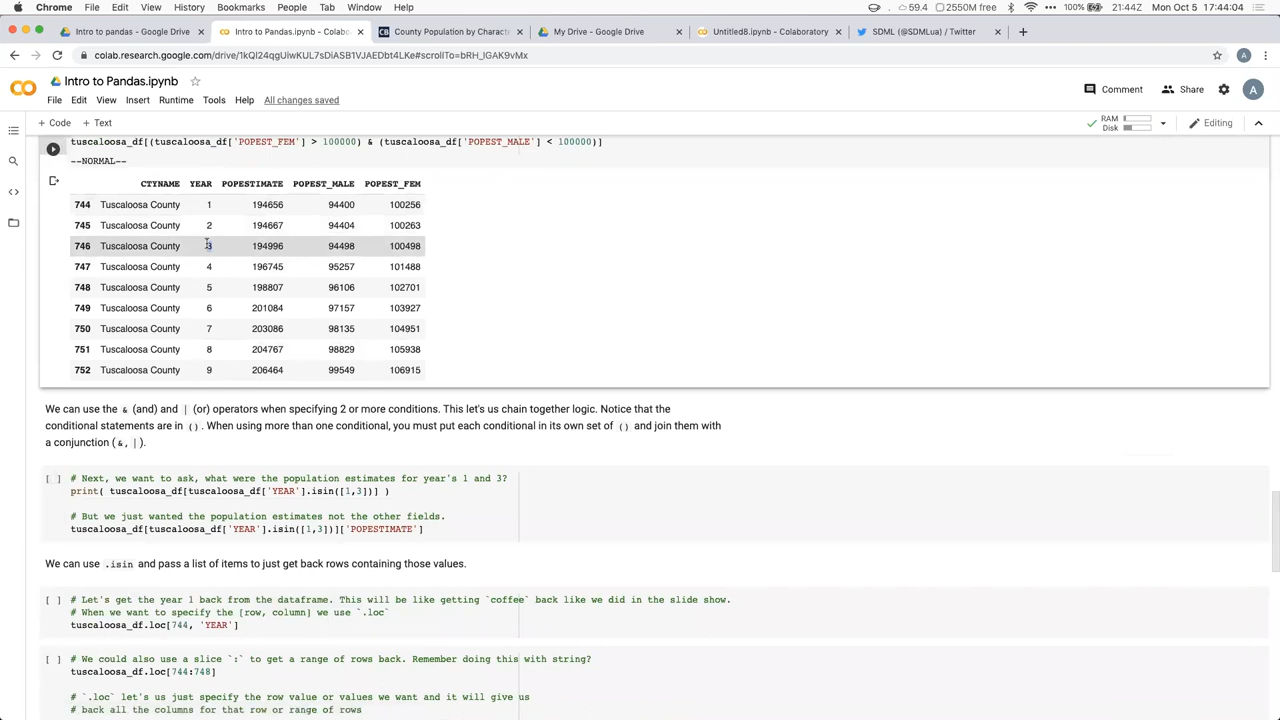 Chrome File Edit View History Bookmarks People Tab Window Help 59.4 2550M free 100% 21:44Z Mon Oct 5 17:44:04
Intro to pandas - Google Drive Intro to Pandas.ipynb - Colabo County Population by Characte My Drive - Google Drive Untitled8.ipynb - Colaboratory SDML (@SDMLua) / Twitter
colab.research.google.com/drive/1kQl24qgUiwKUL7sDiASB1VJAEDbt4LKe#scrollTo=bRH_lGAK9vMx A
Intro to Pandas.ipynb
Comment Share A
File Edit View Insert Runtime Tools Help All changes saved
+ Code + Text RAM Disk Editing
tuscaloosa_df[(tuscaloosa_df['POPEST_FEM'] > 100000) & (tuscaloosa_df['POPEST_MALE'] < 100000)]
--NORMAL--
CTYNAME YEAR POPESTIMATE POPEST_MALE POPEST_FEM
744 Tuscaloosa County 1 194656 94400 100256
745 Tuscaloosa County 2 194667 94404 100263
746 Tuscaloosa County 3 194996 94498 100498
747 Tuscaloosa County 4 196745 95257 101488
748 Tuscaloosa County 5 198807 96106 102701
749 Tuscaloosa County 6 201084 97157 103927
750 Tuscaloosa County 7 203086 98135 104951
751 Tuscaloosa County 8 204767 98829 105938
752 Tuscaloosa County 9 206464 99549 106915
We can use the & (and) and | (or) operators when specifying 2 or more conditions. This let's us chain together logic. Notice that the
conditional statements are in (). When using more than one conditional, you must put each conditional in its own set of () and join them with
a conjunction (&, |).
[ ] # Next, we want to ask, what were the population estimates for year's 1 and 3?
print( tuscaloosa_df[tuscaloosa_df['YEAR'].isin([1,3])] )
# But we just wanted the population estimates not the other fields.
tuscaloosa_df[tuscaloosa_df['YEAR'].isin([1,3])]['POPESTIMATE']
We can use .isin and pass a list of items to just get back rows containing those values.
[ ] # Let's get the year 1 back from the dataframe. This will be like getting `coffee` back like we did in the slide show.
# When we want to specify the [row, column] we use `.loc`
tuscaloosa_df.loc[744, 'YEAR']
[ ] # We could also use a slice `:` to get a range of rows back. Remember doing this with string?
tuscaloosa_df.loc[744:748]
# `.loc` let's us just specify the row value or values we want and it will give us
# back all the columns for that row or range of rows